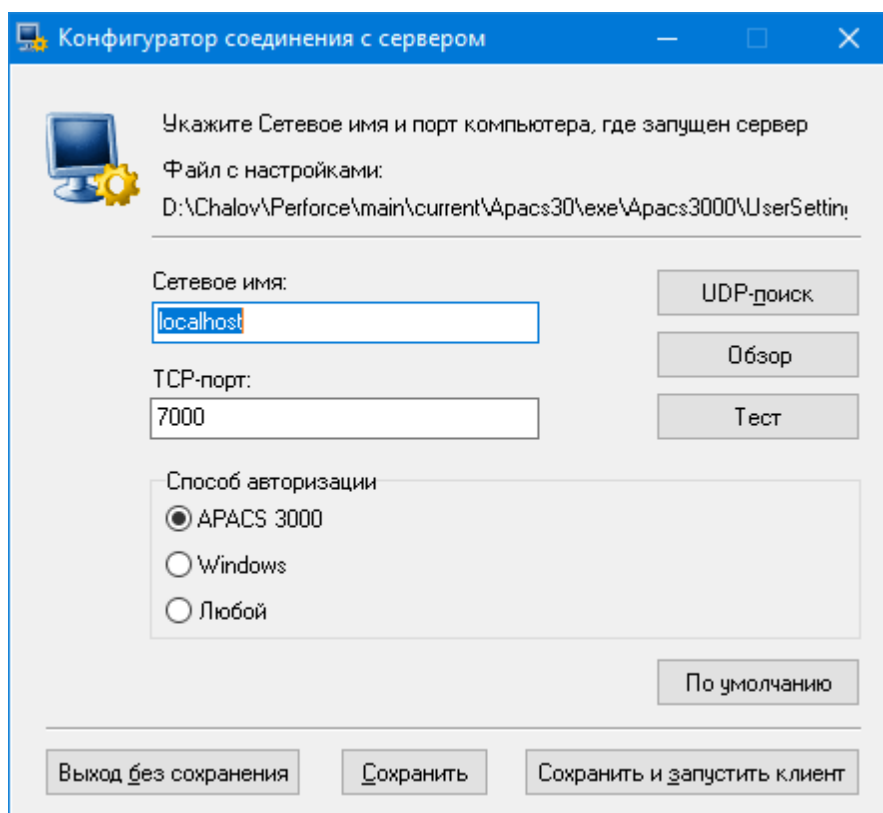 Конфигуратор соединения с сервером
Укажите Сетевое имя и порт компьютера, где запущен сервер
Файл с настройками:
D:\Chalov\Perforce\main\current\Apacs30\exe\Apacs3000\UserSetting
Сетевое имя:
localhost
UDP-поиск
Обзор
TCP-порт:
7000
Тест
Способ авторизации
APACS 3000
Windows
Любой
По умолчанию
Выход без сохранения
Сохранить
Сохранить и запустить клиент